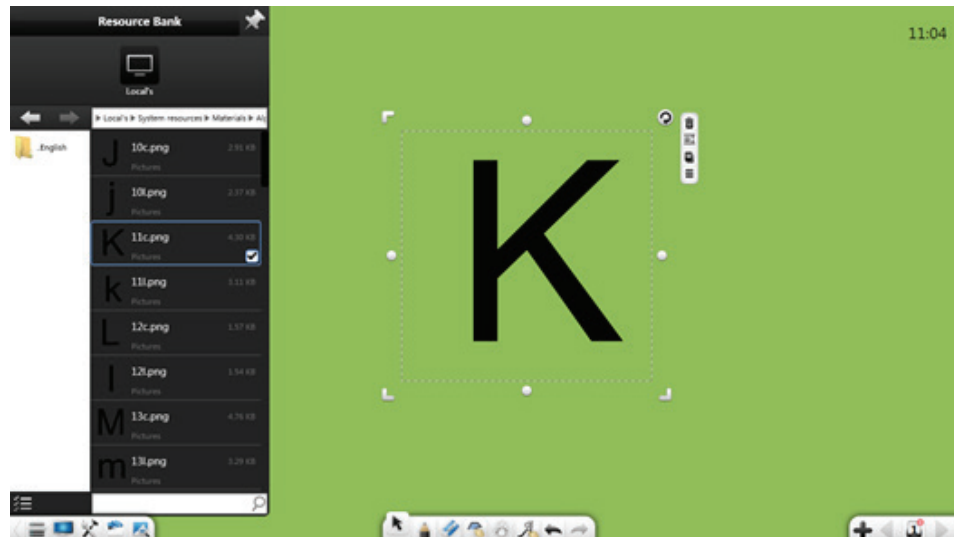 Resource Bank
11:04
Local's
Local's System resources Materials Alg
.English
J 10c.png 2.91 KB
Pictures
j 10l.png 2.37 KB
Pictures
K 11c.png 4.30 KB
Pictures
k 11l.png 3.11 KB
Pictures
L 12c.png 1.57 KB
Pictures
l 12l.png 1.54 KB
Pictures
M 13c.png 4.76 KB
Pictures
m 13l.png 3.29 KB
Pictures
K
1